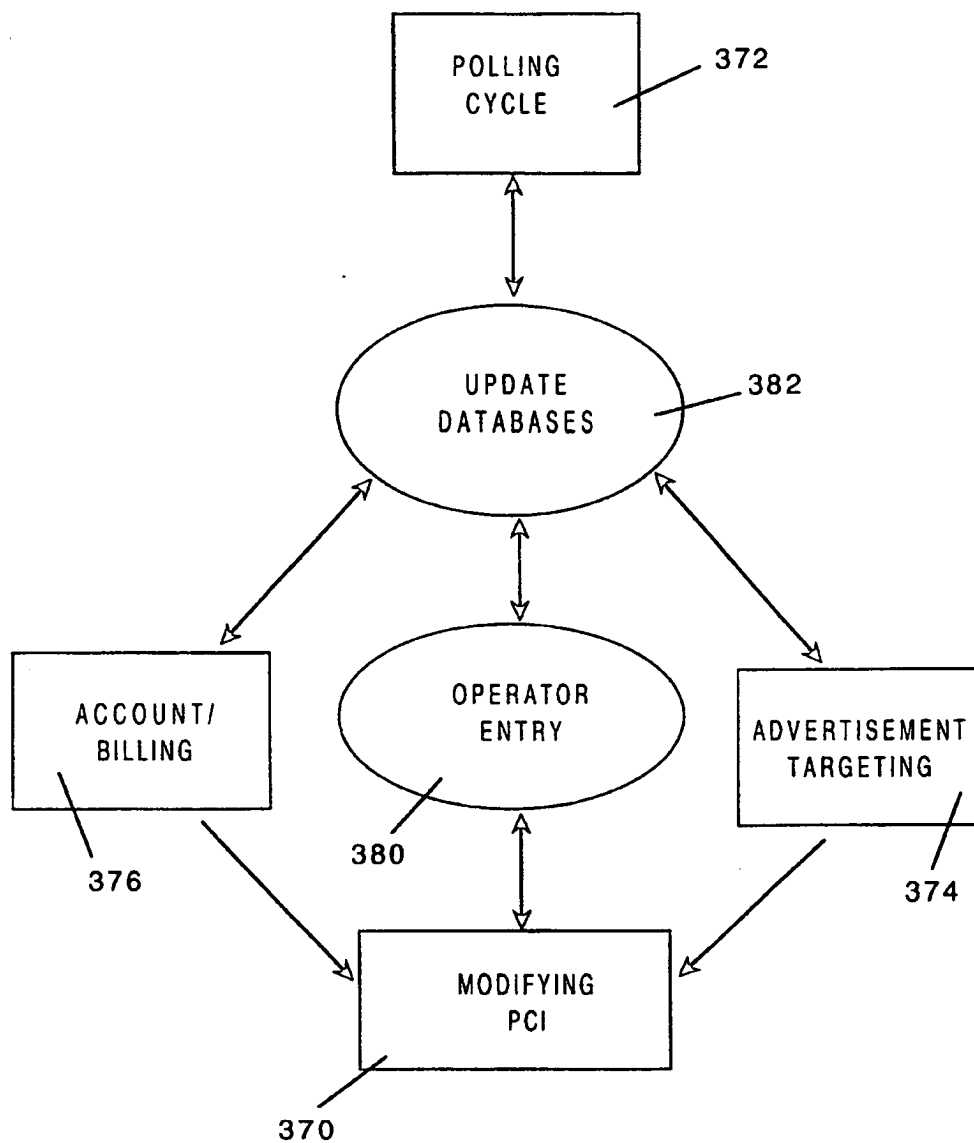 POLLING
CYCLE
372
UPDATE
DATABASES
382
ACCOUNT/
BILLING
376
OPERATOR
ENTRY
380
ADVERTISEMENT
TARGETING
374
MODIFYING
PCI
370